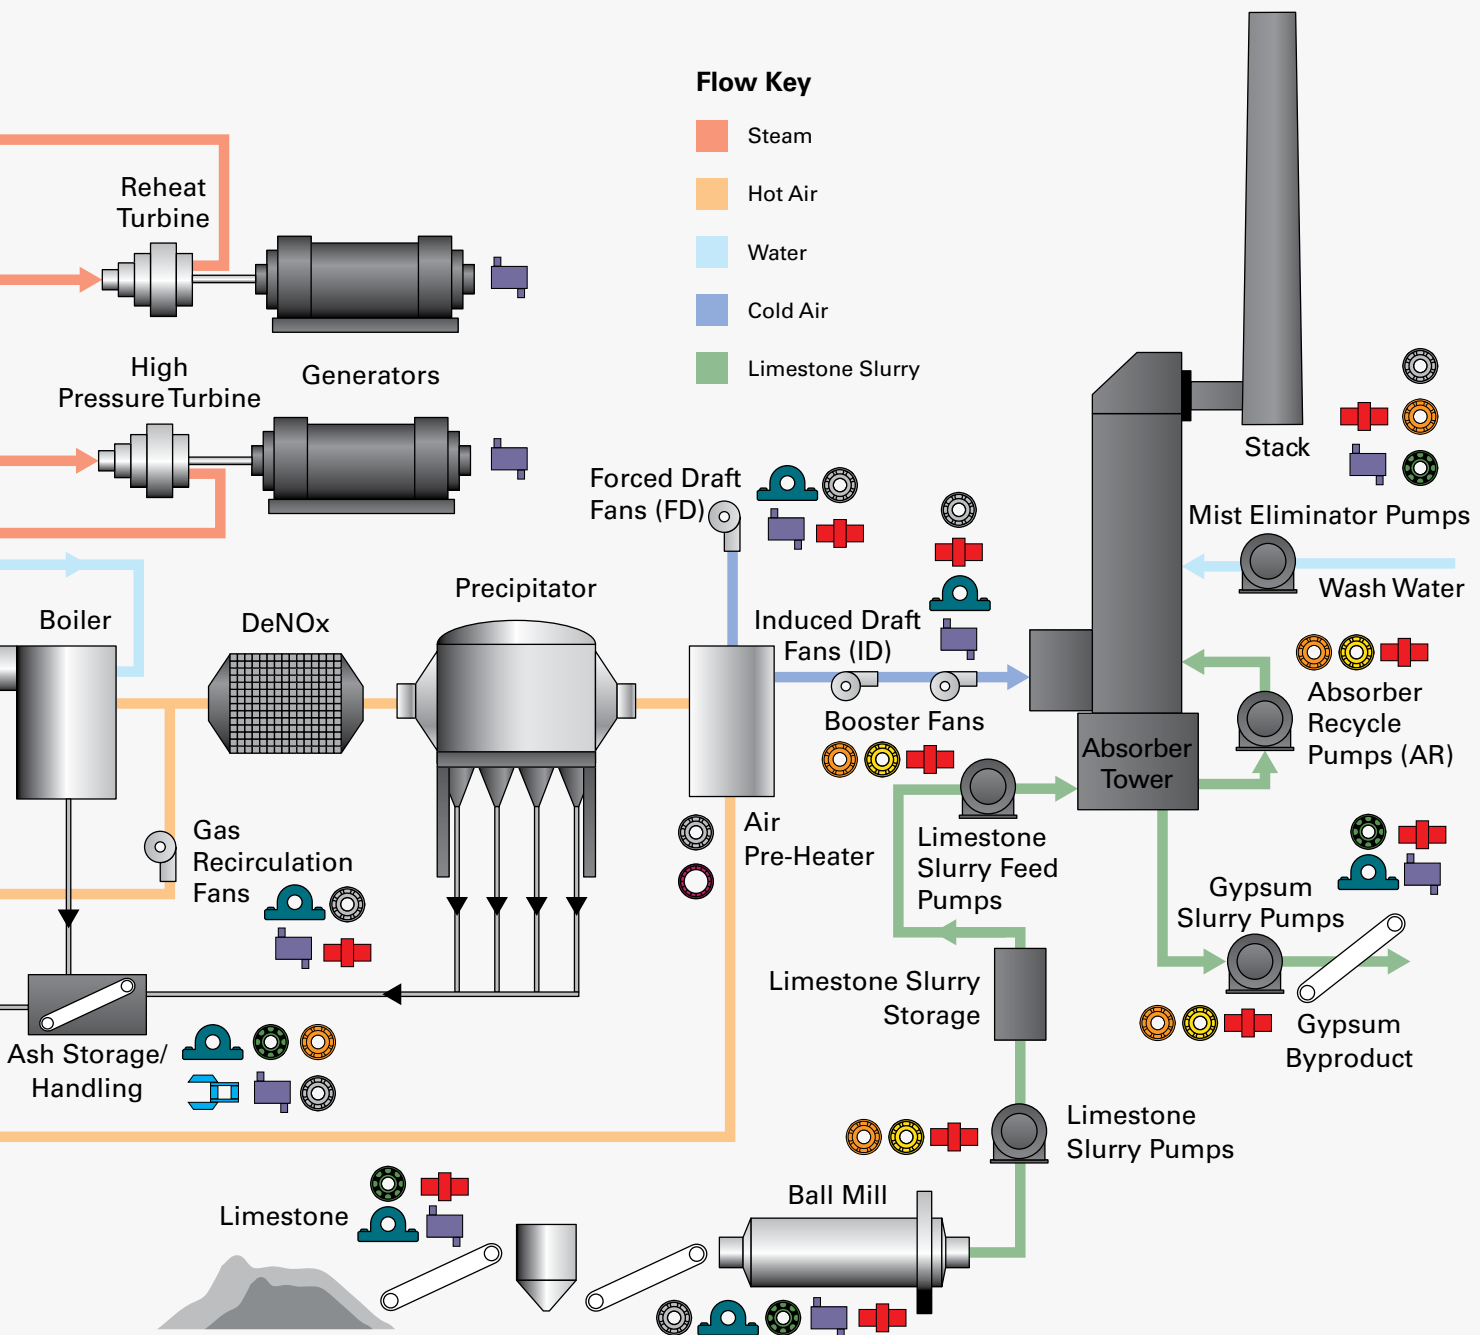 Flow Key
Steam
Hot Air
Water
Cold Air
Limestone Slurry
Reheat
Turbine
High
Pressure Turbine
Generators
Forced Draft
Fans (FD)
Stack
Mist Eliminator Pumps
Wash Water
Boiler
DeNOx
Precipitator
Induced Draft
Fans (ID)
Booster Fans
Absorber
Recycle
Pumps (AR)
Absorber
Tower
Gas
Recirculation
Fans
Air
Pre-Heater
Limestone
Slurry Feed
Pumps
Gypsum
Slurry Pumps
Limestone Slurry
Storage
Gypsum
Byproduct
Ash Storage/
Handling
Limestone
Slurry Pumps
Ball Mill
Limestone